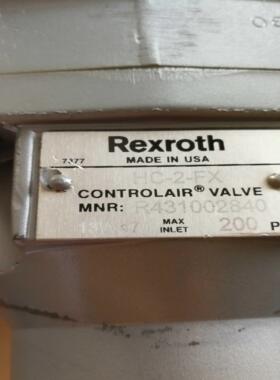 Rexroth
7377
MADE IN USA
HC-2-FX
CONTROLAIR® VALVE
MNR: R431002840
MAX INLET
200 P